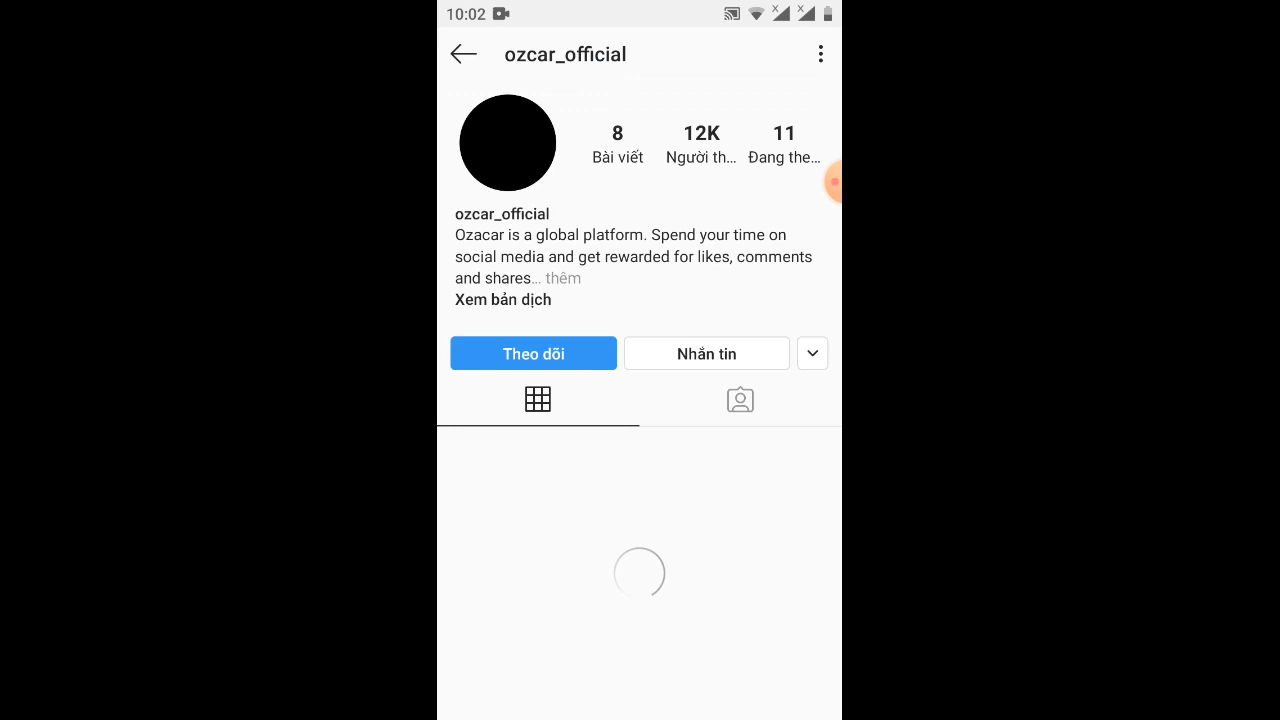 10:02
ozcar_official
8 12K 11
Bài viết Người th... Đang the...
ozcar_official
Ozacar is a global platform. Spend your time on
social media and get rewarded for likes, comments
and shares... thêm
Xem bản dịch
Theo dõi Nhắn tin